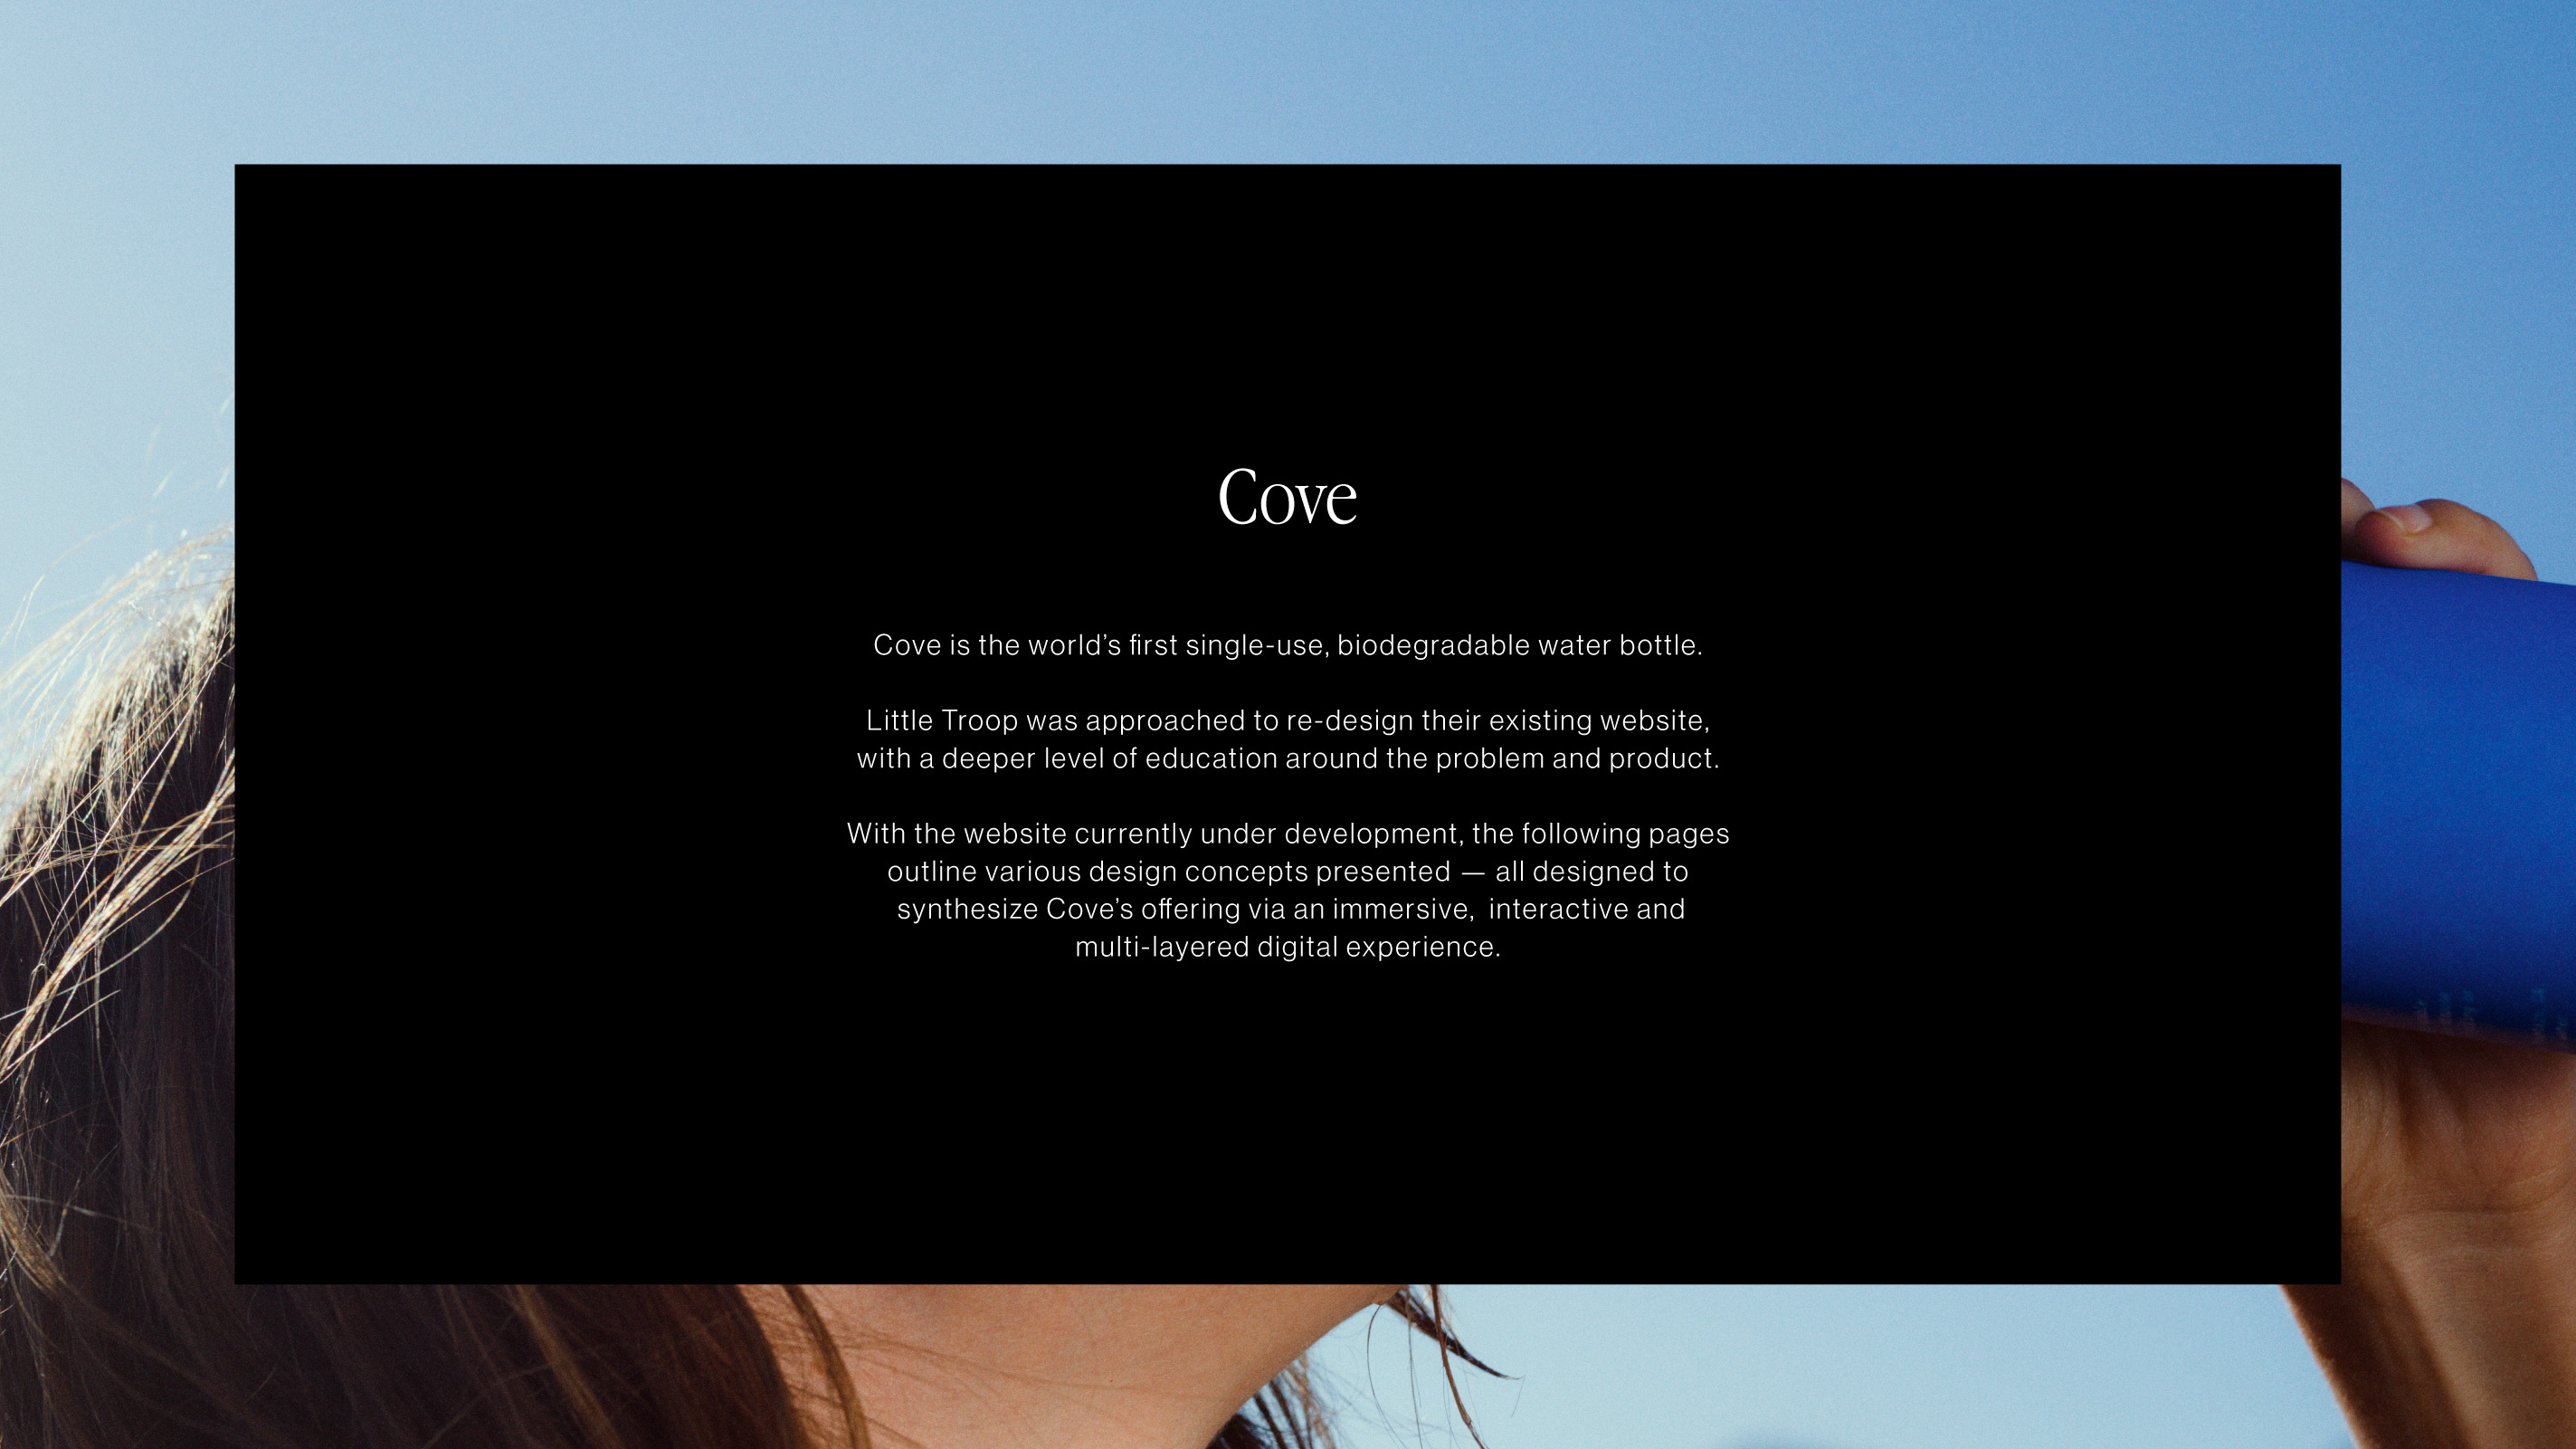 Cove
Cove is the world’s first single-use, biodegradable water bottle.
Little Troop was approached to re-design their existing website,
with a deeper level of education around the problem and product.
With the website currently under development, the following pages
outline various design concepts presented — all designed to
synthesize Cove’s offering via an immersive,  interactive and
multi-layered digital experience.